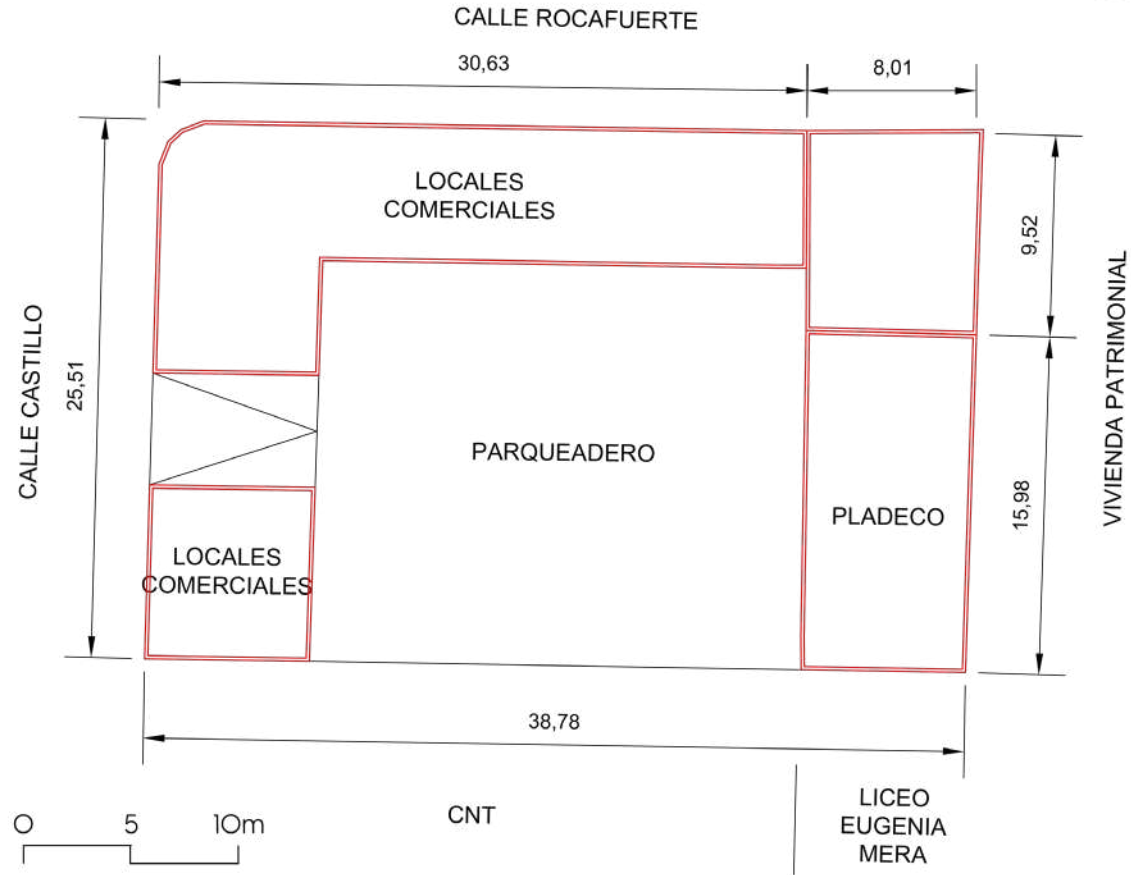 CALLE ROCAFUERTE
30,63
8,01
LOCALES
COMERCIALES
9,52
CALLE CASTILLO
25,51
VIVIENDA PATRIMONIAL
PARQUEADERO
15,98
PLADECO
LOCALES
COMERCIALES
38,78
0 5 10m
CNT
LICEO
EUGENIA
MERA